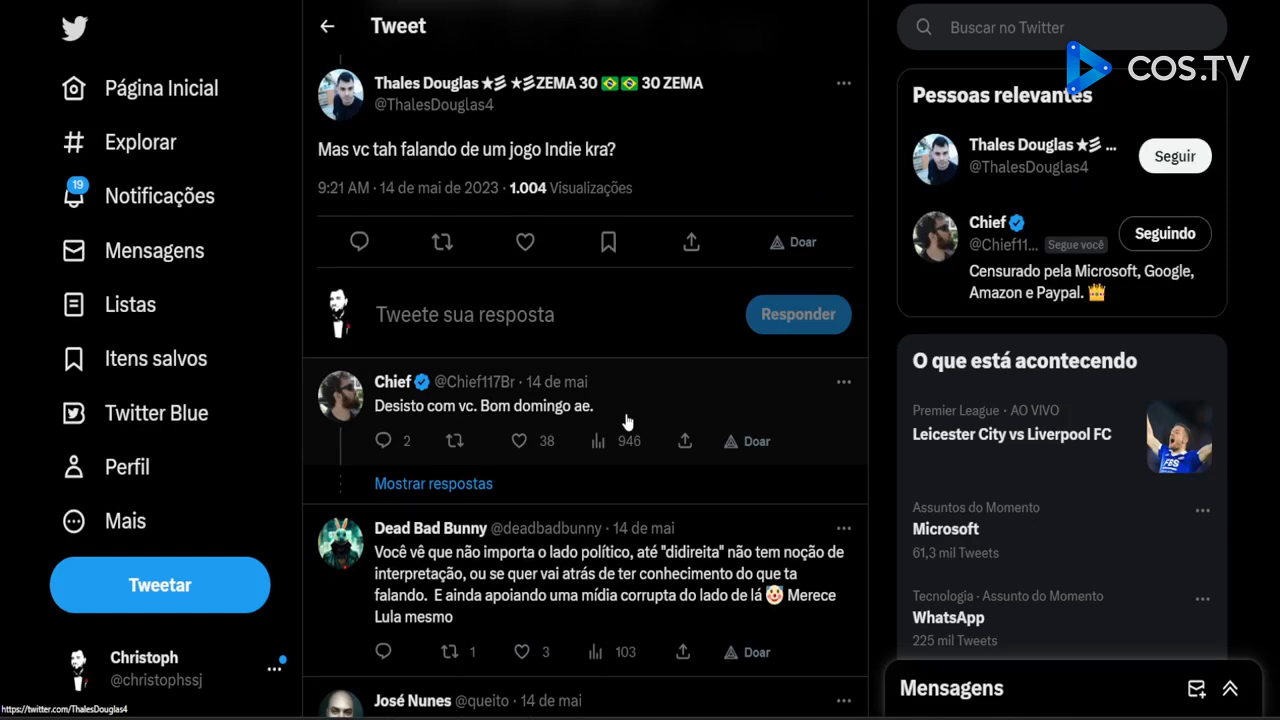 Tweet
Buscar no Twitter
COS.TV
Página Inicial
Explorar
19
Notificações
Mensagens
Listas
Itens salvos
Twitter Blue
Perfil
Mais
Tweetar
Christoph
@christophssj
https://twitter.com/ThalesDouglas4
Thales Douglas ★彡 ★彡ZEMA 30 🇧🇷🇧🇷 30 ZEMA
@ThalesDouglas4
Mas vc tah falando de um jogo Indie kra?
9:21 AM · 14 de mai de 2023 · 1.004 Visualizações
Doar
Tweete sua resposta
Responder
Chief @Chief117Br · 14 de mai
Desisto com vc. Bom domingo ae.
2 38 946 Doar
Mostrar respostas
Dead Bad Bunny @deadbadbunny · 14 de mai
Você vê que não importa o lado político, até "didireita" não tem noção de
interpretação, ou se quer vai atrás de ter conhecimento do que ta
falando. E ainda apoiando uma mídia corrupta do lado de lá 🤡 Merece
Lula mesmo
1 3 103 Doar
José Nunes @queito · 14 de mai
Pessoas relevantes
Thales Douglas ★彡 ...
@ThalesDouglas4
Seguir
Chief
@Chief11... Segue você
Seguindo
Censurado pela Microsoft, Google,
Amazon e Paypal. 👑
O que está acontecendo
Premier League · AO VIVO
Leicester City vs Liverpool FC
Assuntos do Momento
Microsoft
61,3 mil Tweets
Tecnologia · Assunto do Momento
WhatsApp
225 mil Tweets
Mensagens